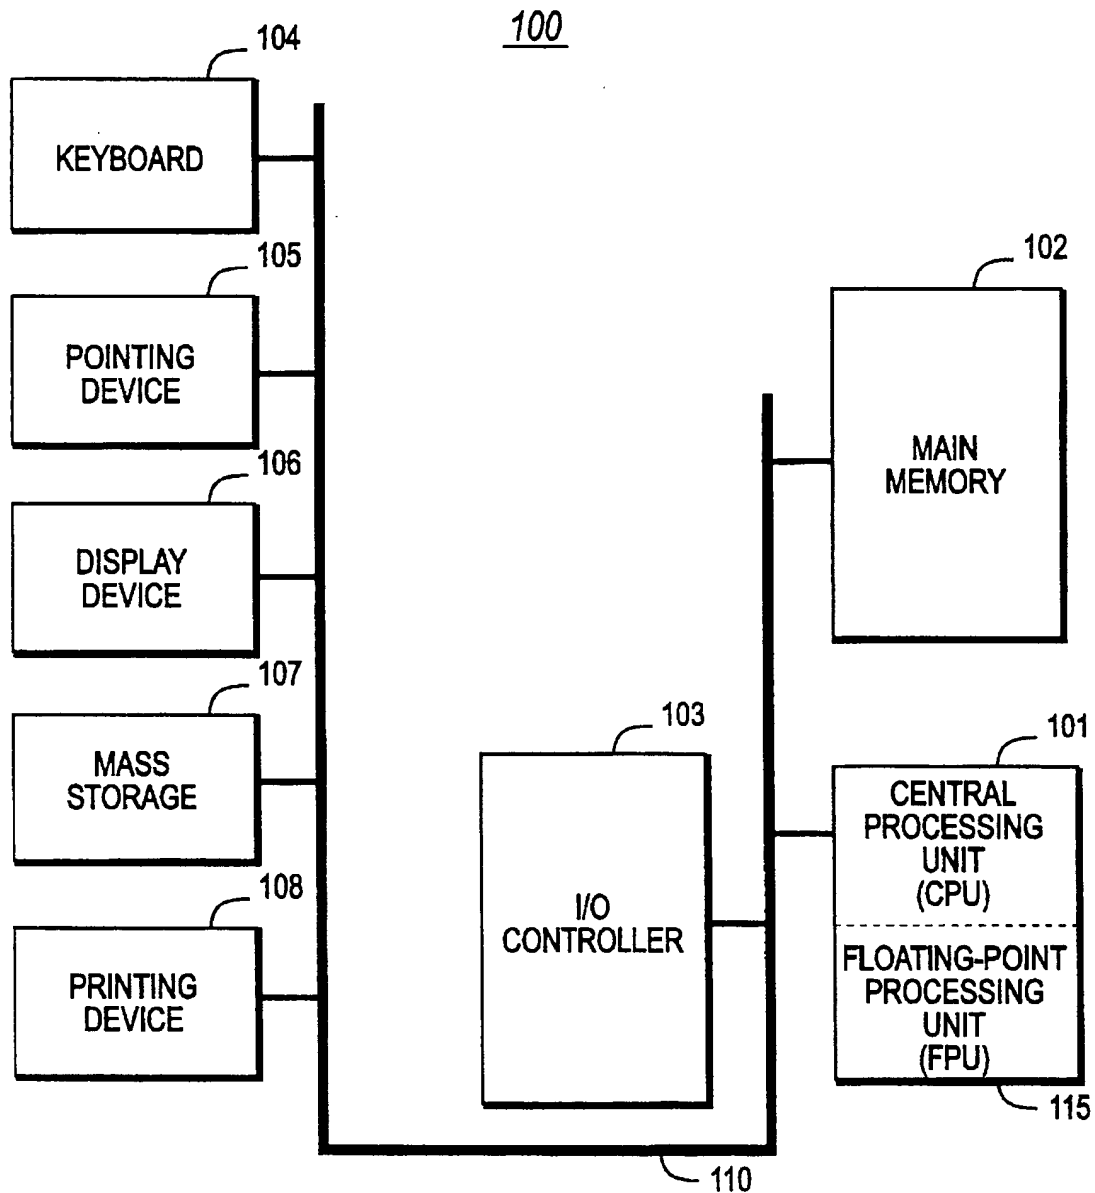 100
104
KEYBOARD
105
POINTING
DEVICE
106
DISPLAY
DEVICE
107
MASS
STORAGE
108
PRINTING
DEVICE
102
MAIN
MEMORY
103
I/O
CONTROLLER
101
CENTRAL
PROCESSING
UNIT
(CPU)
FLOATING-POINT
PROCESSING
UNIT
(FPU)
115
110